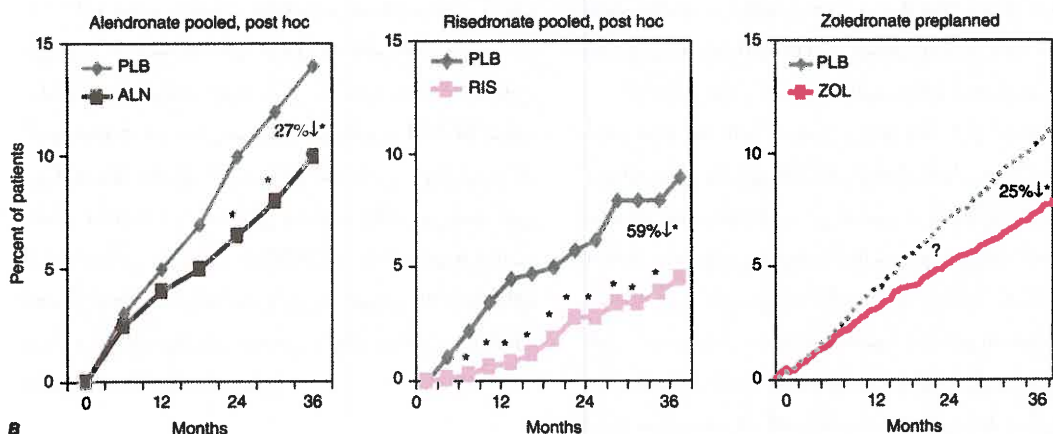 Alendronate pooled, post hoc
15
10
5
0
Percent of patients
PLB
ALN
27%↓*
*
*
0
12
24
36
Months
Risedronate pooled, post hoc
15
10
5
0
PLB
RIS
59%↓*
* * * * * * * * *
0
12
24
36
Months
Zoledronate preplanned
15
10
5
0
PLB
ZOL
25%↓*
?
0
12
24
36
Months